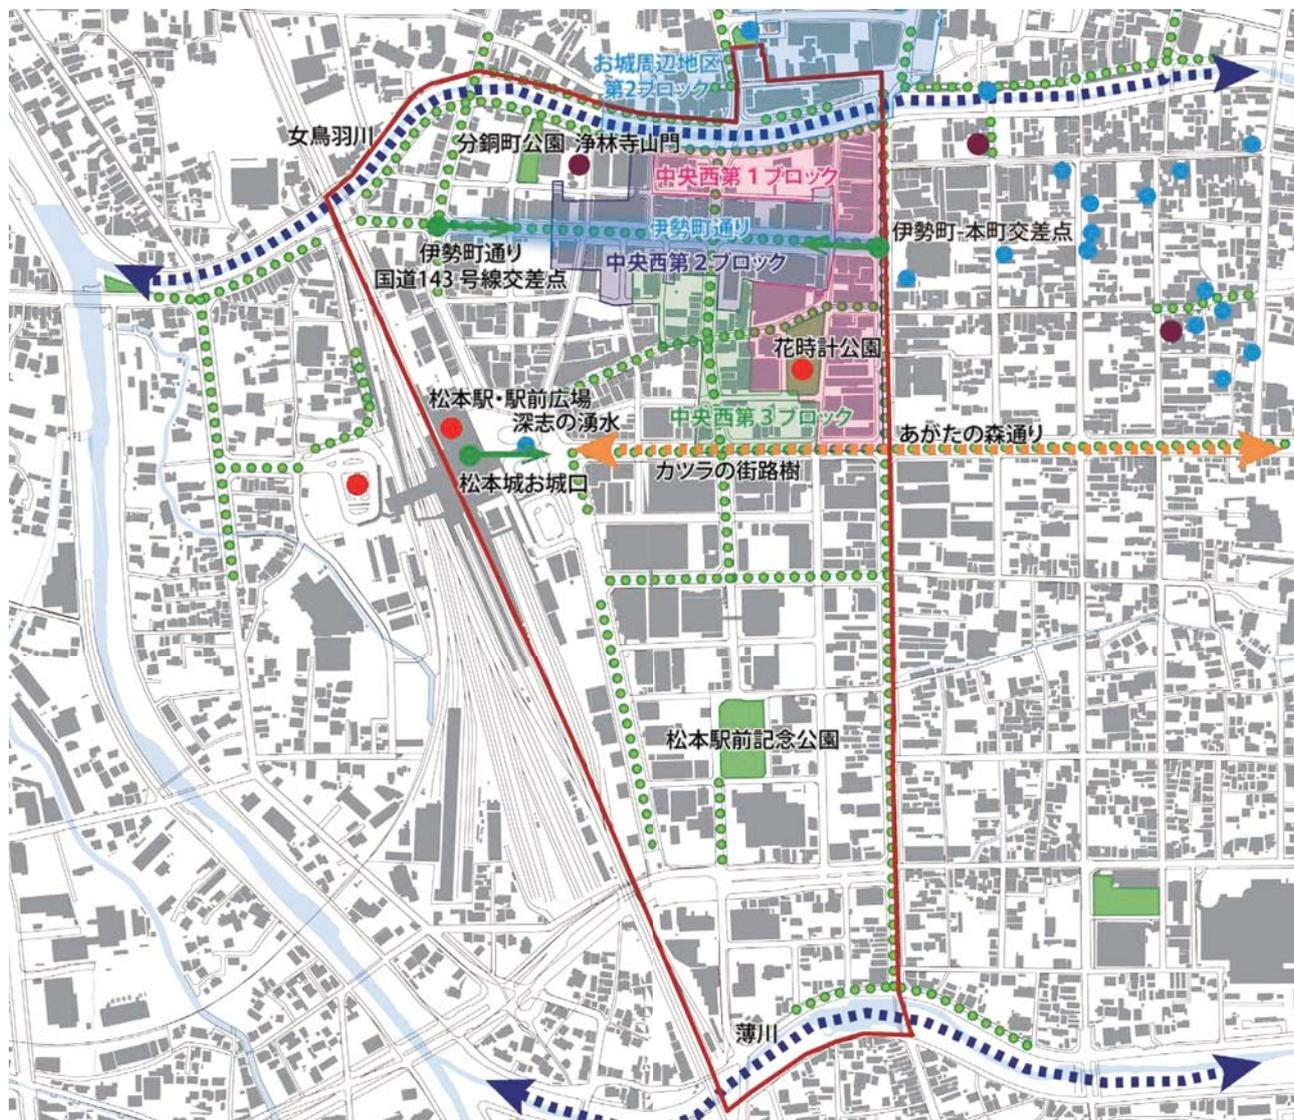 お城周辺地区
第2ブロック
女鳥羽川
分銅町公園
浄林寺山門
中央西第1ブロック
伊勢町通り
伊勢町-本町交差点
伊勢町通り
国道143号線交差点
中央西第2ブロック
花時計公園
松本駅・駅前広場
深志の湧水
中央西第3ブロック
あがたの森通り
カツラの街路樹
松本城お城口
松本駅前記念公園
薄川